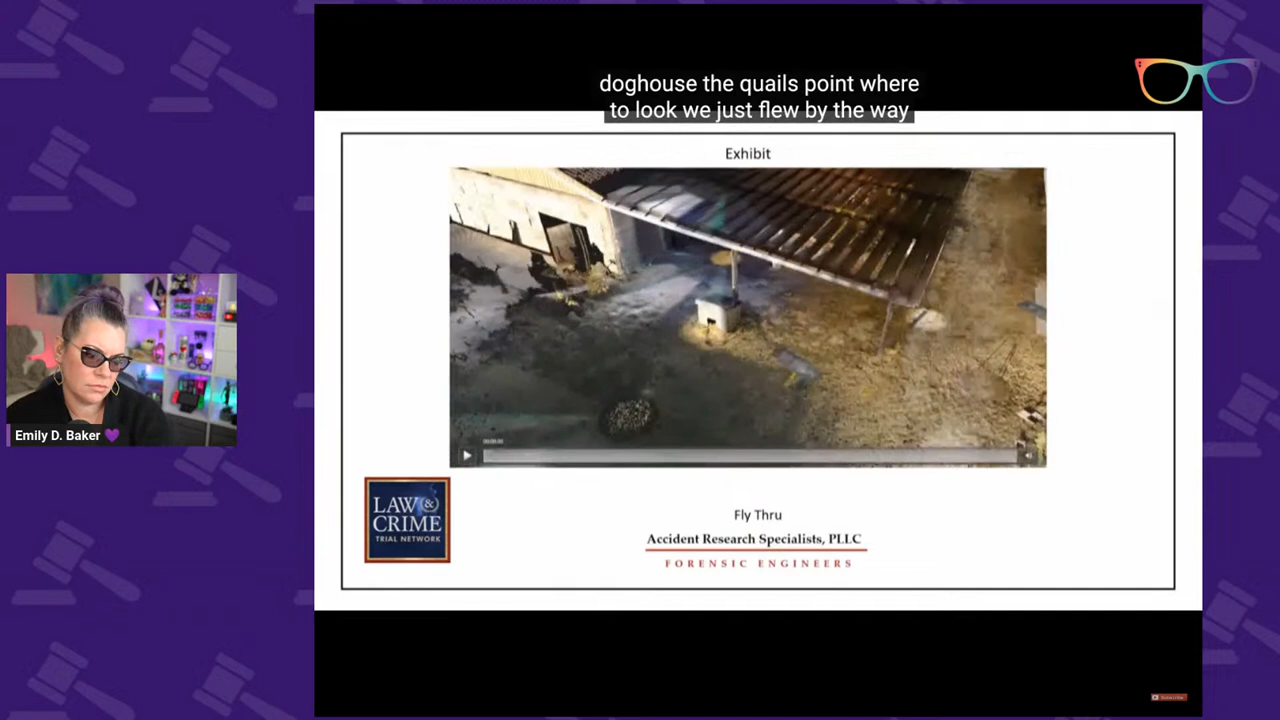 doghouse the quails point where
to look we just flew by the way
Exhibit
Emily D. Baker
LAW &
CRIME
TRIAL NETWORK
Fly Thru
Accident Research Specialists, PLLC
FORENSIC ENGINEERS